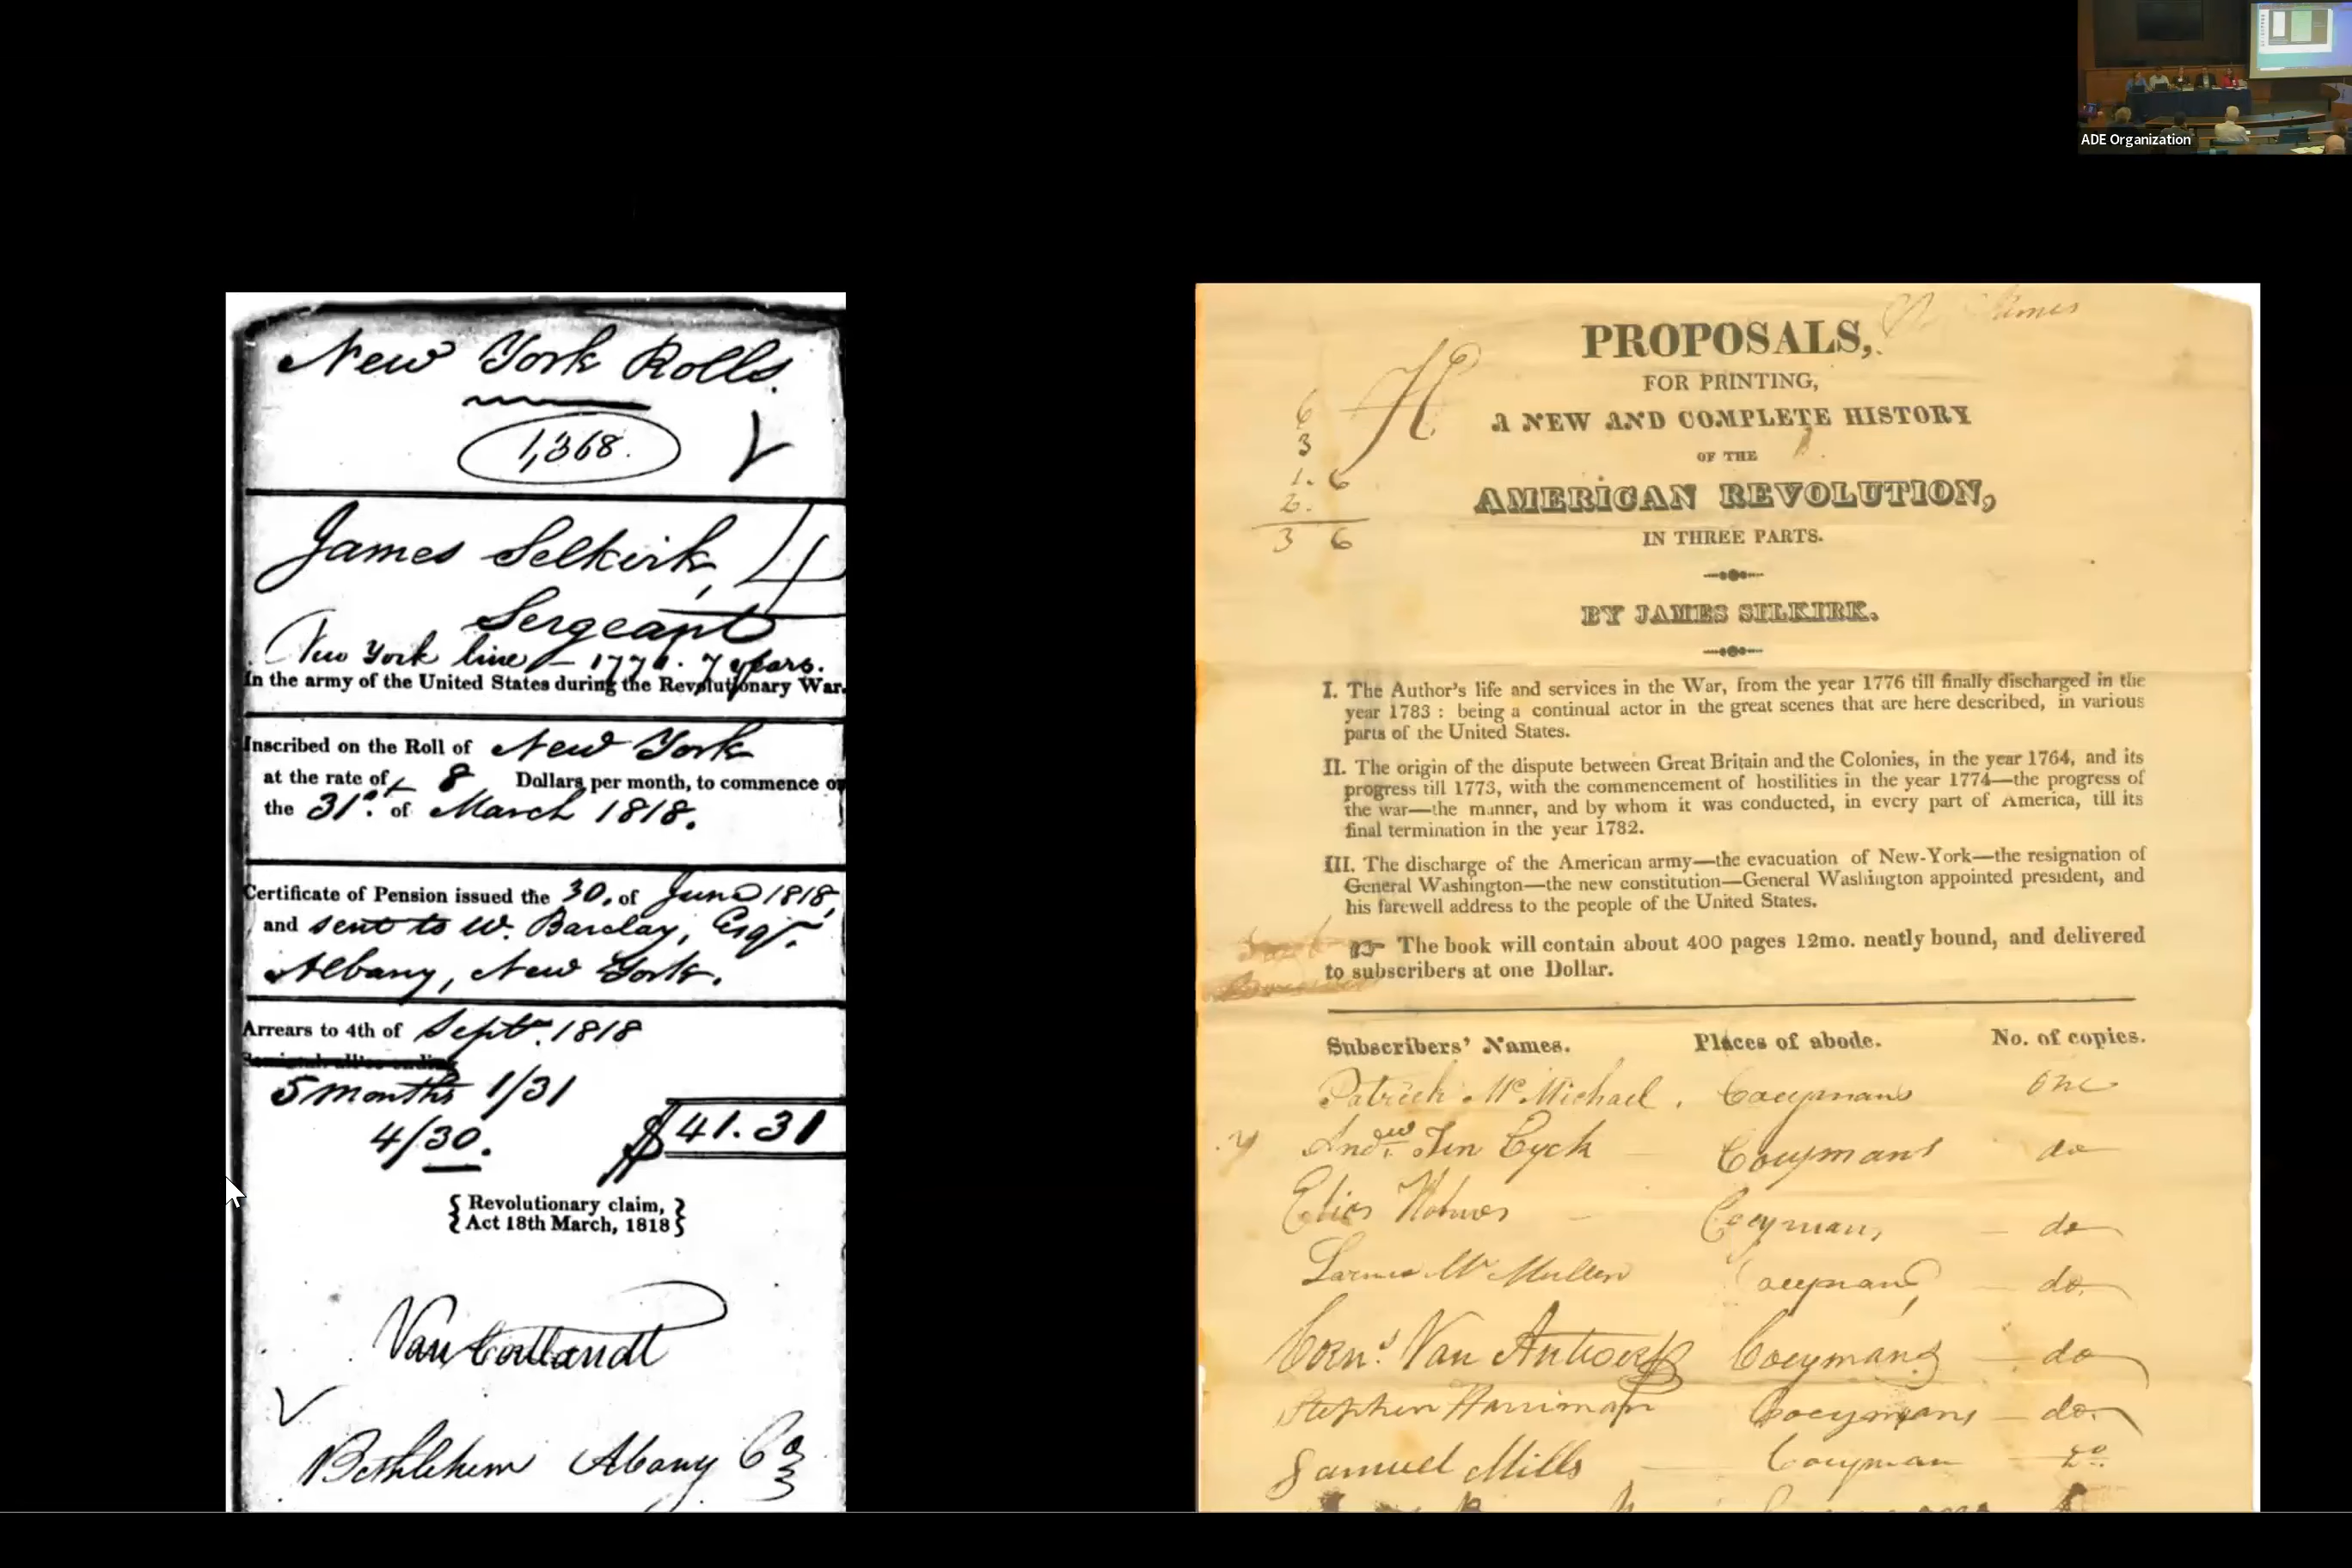 ADE Organization
New York Rolls.
1,368.
James Selkirk,
Sergeant
New York line – 1776. 7 years.
In the army of the United States during the Revolutionary War.
Inscribed on the Roll of New York
at the rate of 8 Dollars per month, to commence on
the 31st. of March 1818.
Certificate of Pension issued the 30. of June 1818,
and sent to W. Barclay, Esqr.
Albany, New York.
Arrears to 4th of Sept. 1818
5 months 1/31
4/30.
$41.31
Revolutionary claim,
Act 18th March, 1818
Van Cortlandt
Bethlehem Albany Co
James
PROPOSALS,
FOR PRINTING,
A NEW AND COMPLETE HISTORY
OF THE
AMERICAN REVOLUTION,
IN THREE PARTS.
BY JAMES SELKIRK.
H
6
3
1. 6
2.
3 6
I. The Author's life and services in the War, from the year 1776 till finally discharged in the
year 1783 : being a continual actor in the great scenes that are here described, in various
parts of the United States.
II. The origin of the dispute between Great Britain and the Colonies, in the year 1764, and its
progress till 1773, with the commencement of hostilities in the year 1774—the progress of
the war—the manner, and by whom it was conducted, in every part of America, till its
final termination in the year 1782.
III. The discharge of the American army—the evacuation of New-York—the resignation of
General Washington—the new constitution—General Washington appointed president, and
his farewell address to the people of the United States.
☞ The book will contain about 400 pages 12mo. neatly bound, and delivered
to subscribers at one Dollar.
Subscribers' Names. Places of abode. No. of copies.
Patrick McMichael. Coeymans one
Andw. Ten Eyck – Coeymans do
Elias Holmes – Coeymans – do
McMullen Coeymans – do.
Corns. Van Antwerp Coeymans – do
Stephen Harriman Coeymans – do.
Samuel Mills – Coeyman – do.